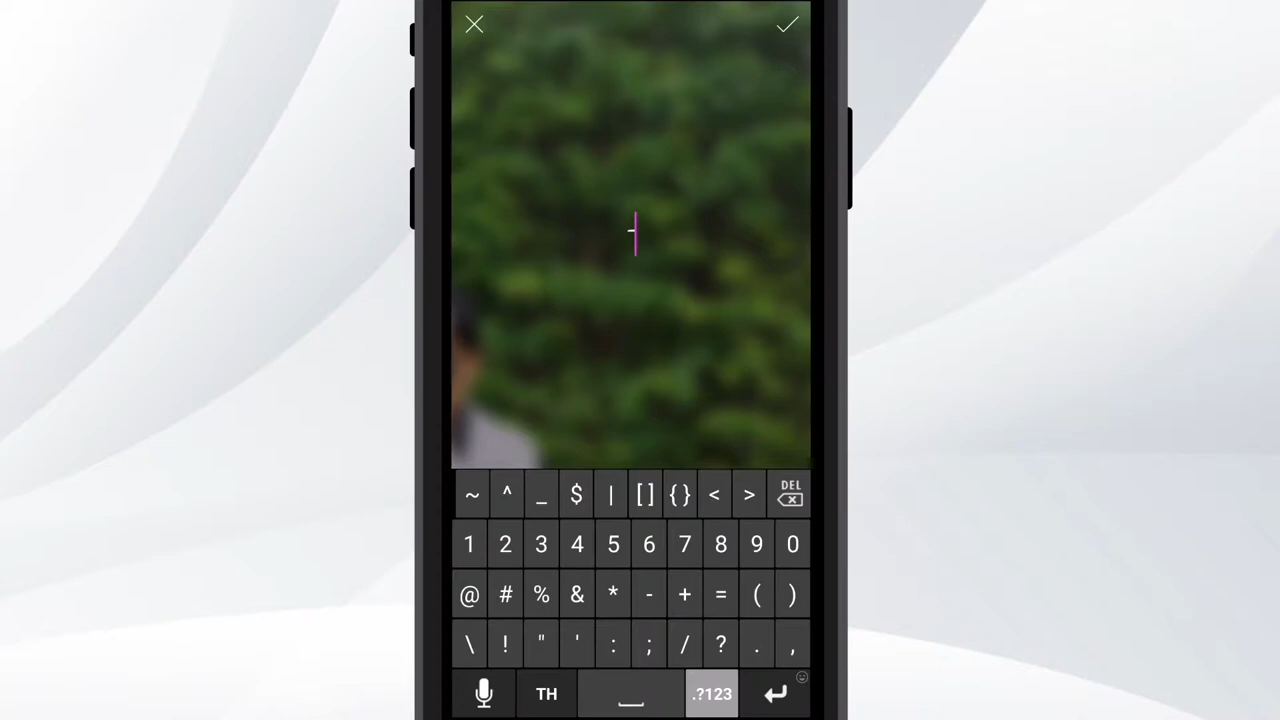 -
~ ^ _ $ | [ ] { } < > DEL
1 2 3 4 5 6 7 8 9 0
@ # % & * - + = ( )
\ ! " ' : ; / ? . ,
TH .?123